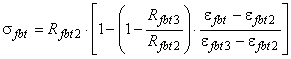 σ_fbt = R_fbt2 · [1 - (1 - R_fbt3 / R_fbt2) · (ε_fbt - ε_fbt2) / (ε_fbt3 - ε_fbt2)]